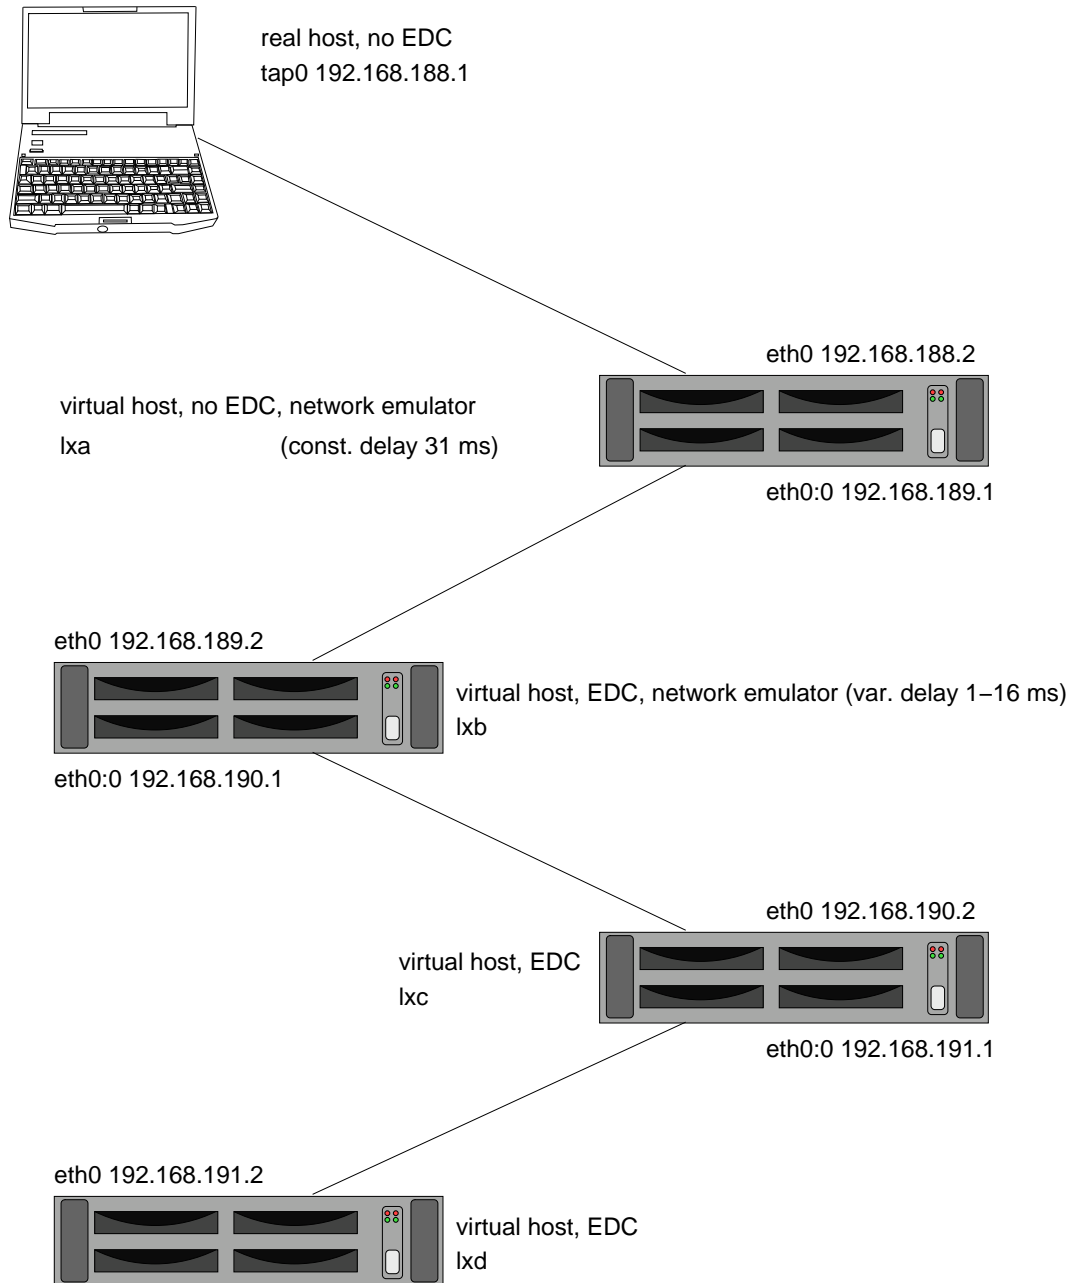 real host, no EDC
tap0 192.168.188.1
eth0 192.168.188.2
virtual host, no EDC, network emulator
lxa (const. delay 31 ms)
eth0:0 192.168.189.1
eth0 192.168.189.2
virtual host, EDC, network emulator (var. delay 1−16 ms)
lxb
eth0:0 192.168.190.1
eth0 192.168.190.2
virtual host, EDC
lxc
eth0:0 192.168.191.1
eth0 192.168.191.2
virtual host, EDC
lxd